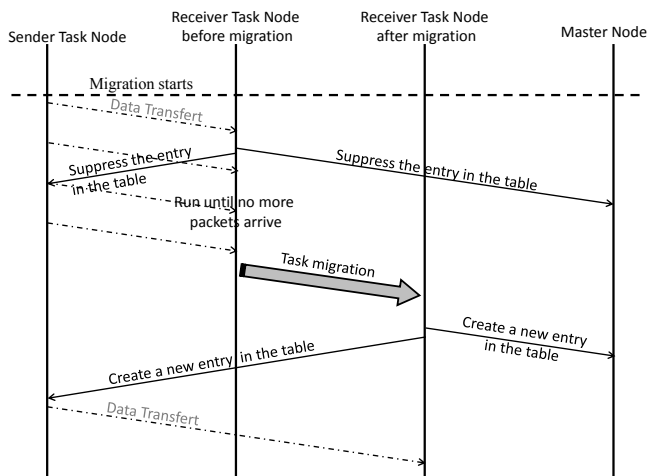 Sender Task Node
Receiver Task Node
before migration
Receiver Task Node
after migration
Master Node
Migration starts
Data Transfert
Suppress the entry
in the table
Suppress the entry in the table
Run until no more
packets arrive
Task migration
Create a new entry
in the table
Create a new entry in the table
Data Transfert